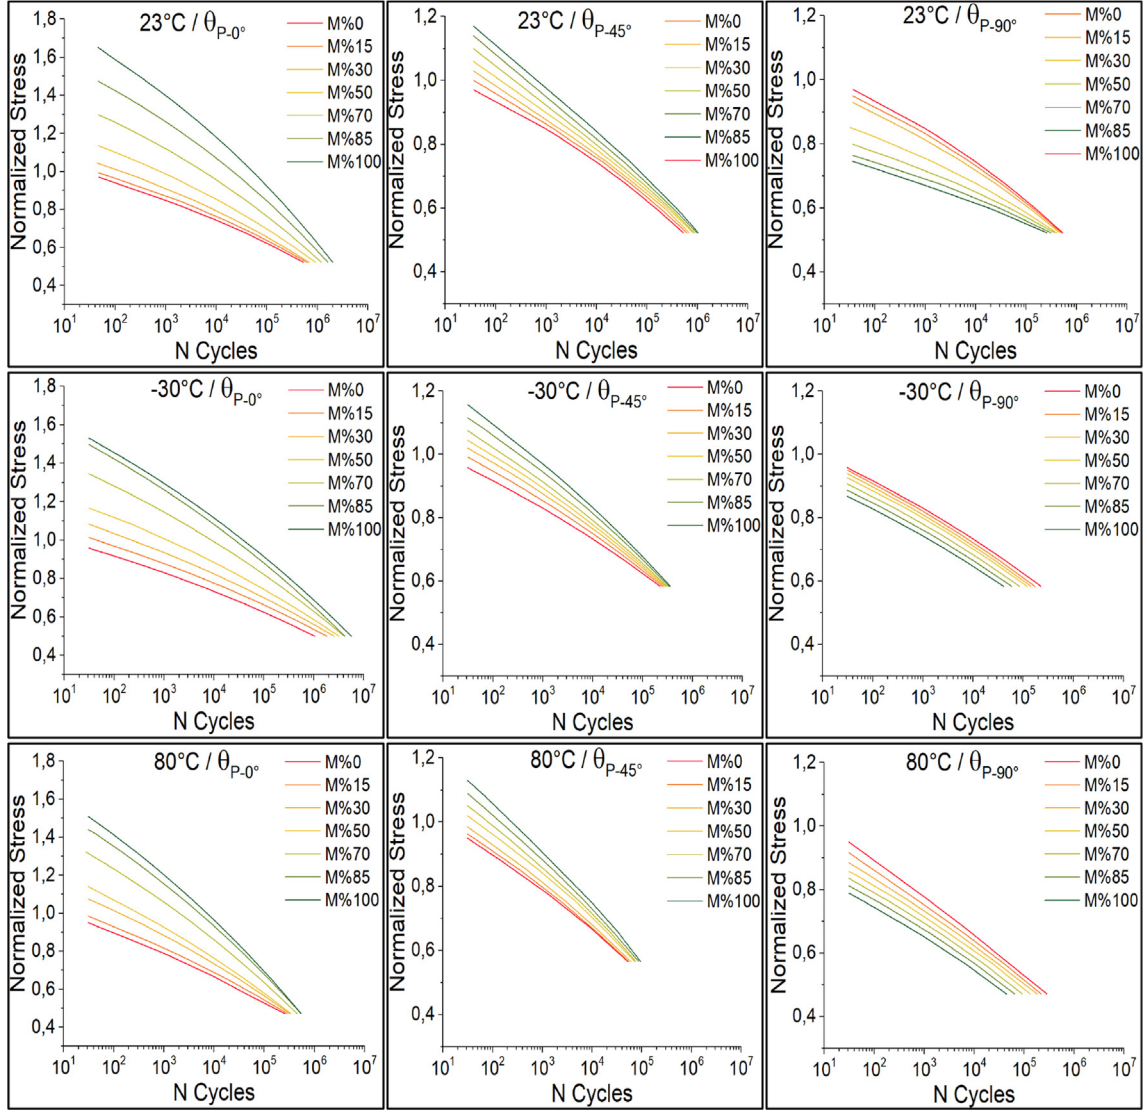 23°C / θP-0°
M%0
M%15
M%30
M%50
M%70
M%85
M%100
1,8
1,6
1,4
1,2
1,0
0,8
0,6
0,4
Normalized Stress
10¹ 10² 10³ 10⁴ 10⁵ 10⁶ 10⁷
N Cycles
23°C / θP-45°
M%0
M%15
M%30
M%50
M%70
M%85
M%100
1,2
1,0
0,8
0,6
0,4
Normalized Stress
10¹ 10² 10³ 10⁴ 10⁵ 10⁶ 10⁷
N Cycles
23°C / θP-90°
M%0
M%15
M%30
M%50
M%70
M%85
M%100
1,2
1,0
0,8
0,6
0,4
Normalized Stress
10¹ 10² 10³ 10⁴ 10⁵ 10⁶ 10⁷
N Cycles
-30°C / θP-0°
M%0
M%15
M%30
M%50
M%70
M%85
M%100
1,8
1,6
1,4
1,2
1,0
0,8
0,6
0,4
Normalized Stress
10¹ 10² 10³ 10⁴ 10⁵ 10⁶ 10⁷
N Cycles
-30°C / θP-45°
M%0
M%15
M%30
M%50
M%70
M%85
M%100
1,2
1,0
0,8
0,6
0,4
Normalized Stress
10¹ 10² 10³ 10⁴ 10⁵ 10⁶ 10⁷
N Cycles
-30°C / θP-90°
M%0
M%15
M%30
M%50
M%70
M%85
M%100
1,2
1,0
0,8
0,6
0,4
Normalized Stress
10¹ 10² 10³ 10⁴ 10⁵ 10⁶ 10⁷
N Cycles
80°C / θP-0°
M%0
M%15
M%30
M%50
M%70
M%85
M%100
1,8
1,6
1,4
1,2
1,0
0,8
0,6
0,4
Normalized Stress
10¹ 10² 10³ 10⁴ 10⁵ 10⁶ 10⁷
N Cycles
80°C / θP-45°
M%0
M%15
M%30
M%50
M%70
M%85
M%100
1,2
1,0
0,8
0,6
0,4
Normalized Stress
10¹ 10² 10³ 10⁴ 10⁵ 10⁶ 10⁷
N Cycles
80°C / θP-90°
M%0
M%15
M%30
M%50
M%70
M%85
M%100
1,2
1,0
0,8
0,6
0,4
Normalized Stress
10¹ 10² 10³ 10⁴ 10⁵ 10⁶ 10⁷
N Cycles